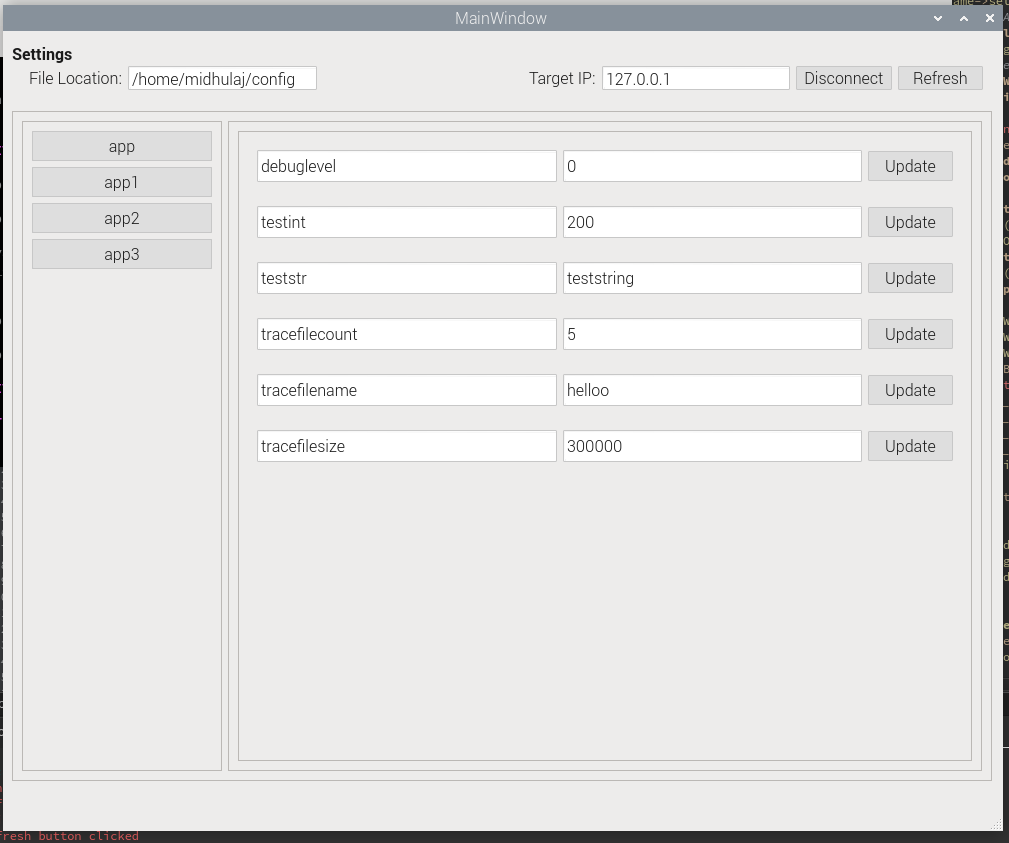 MainWindow
Settings
File Location: /home/midhulaj/config Target IP: 127.0.0.1 Disconnect Refresh
app
app1
app2
app3
debuglevel 0 Update
testint 200 Update
teststr teststring Update
tracefilecount 5 Update
tracefilename helloo Update
tracefilesize 300000 Update
fresh button clicked